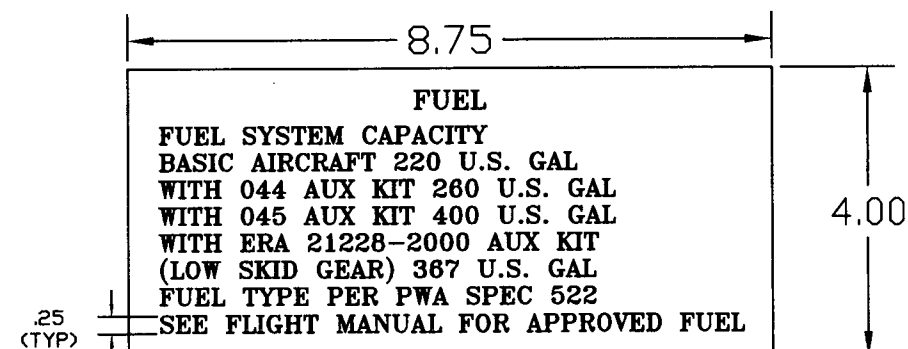 8.75
FUEL
FUEL SYSTEM CAPACITY
BASIC AIRCRAFT 220 U.S. GAL
WITH 044 AUX KIT 260 U.S. GAL
WITH 045 AUX KIT 400 U.S. GAL
WITH ERA 21228-2000 AUX KIT
(LOW SKID GEAR) 367 U.S. GAL
FUEL TYPE PER PWA SPEC 522
SEE FLIGHT MANUAL FOR APPROVED FUEL
4.00
.25
(TYP)